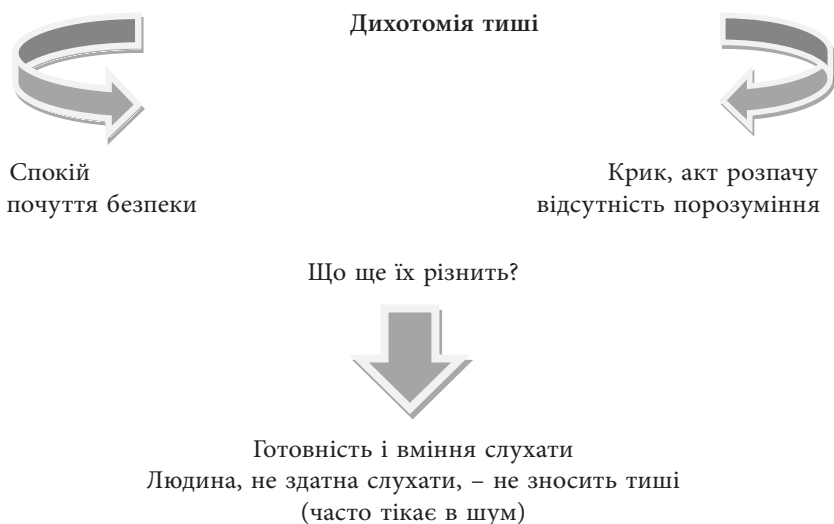 Дихотомія тиші
Спокій
почуття безпеки
Крик, акт розпачу
відсутність порозуміння
Що ще їх різнить?
Готовність і вміння слухати
Людина, не здатна слухати, – не зносить тиші
(часто тікає в шум)